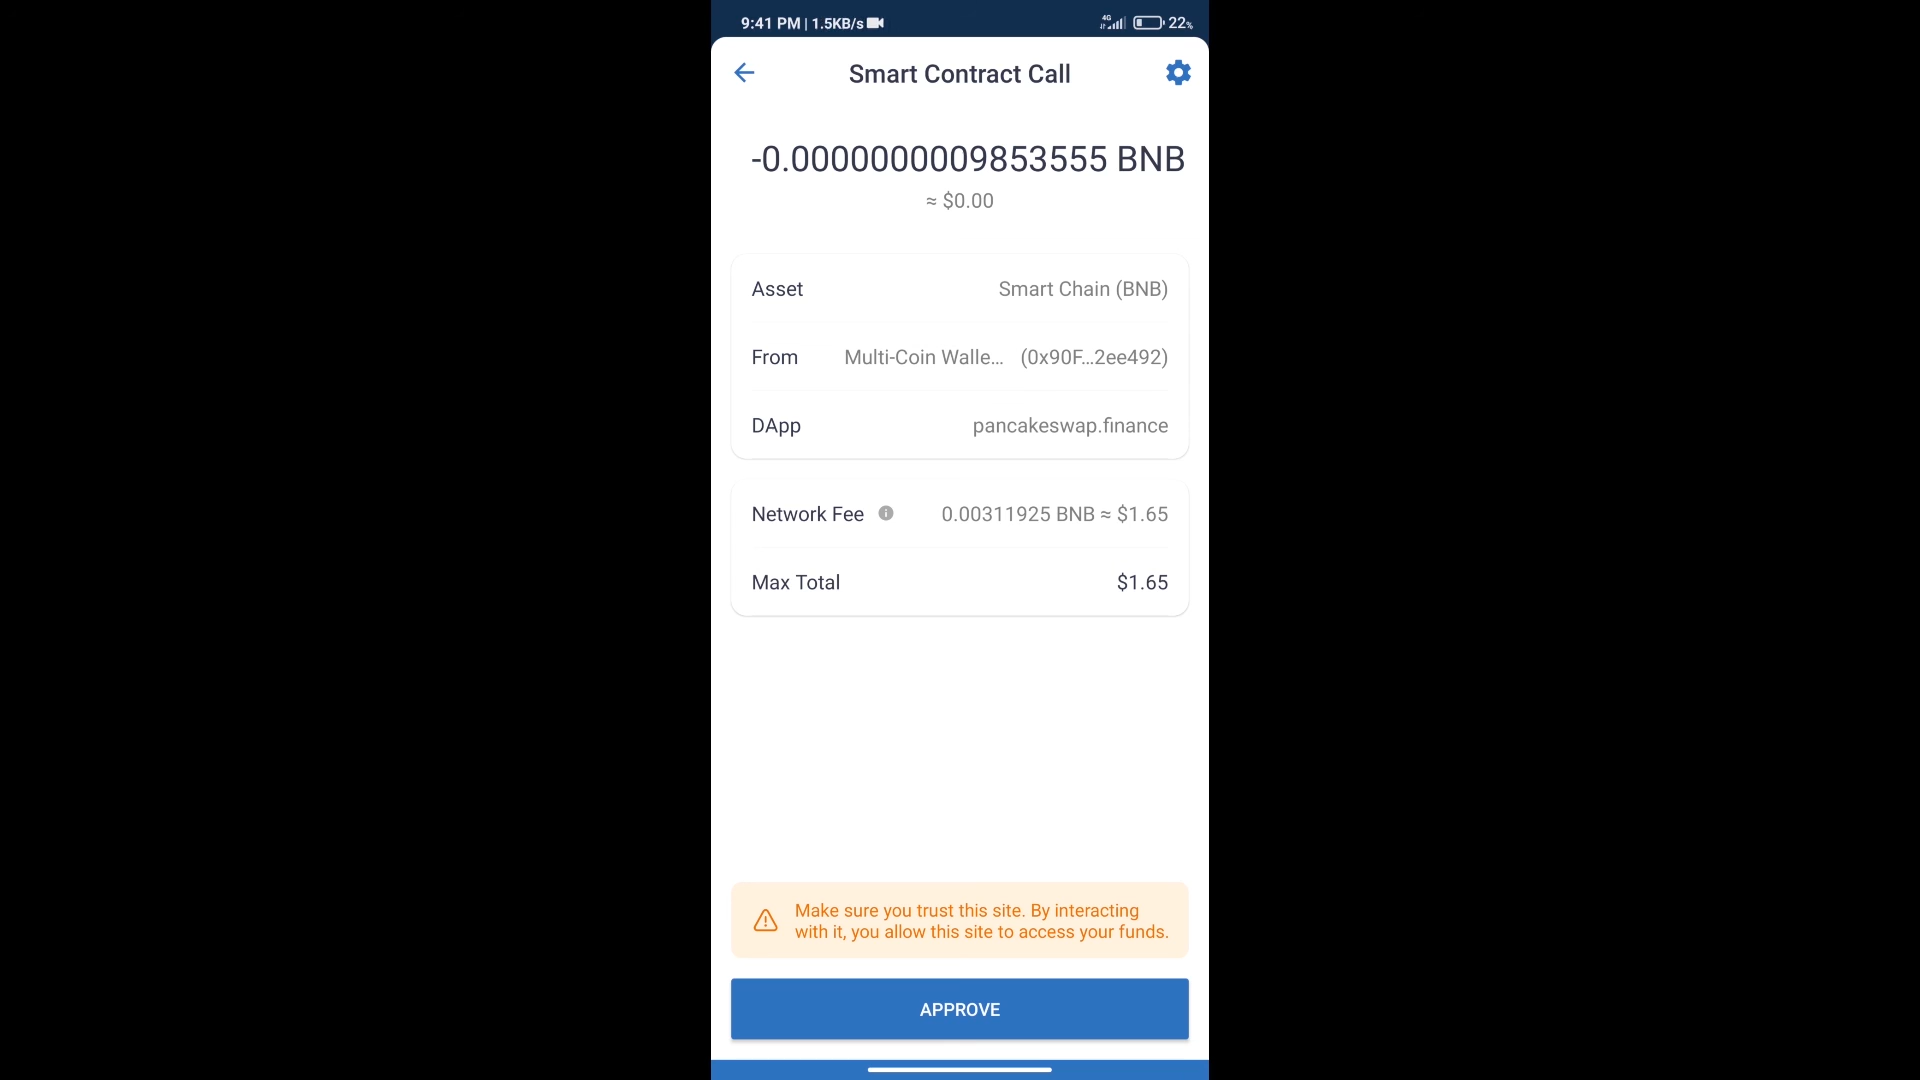 9:41 PM | 1.5KB/s
4G 22%
Smart Contract Call
-0.0000000009853555 BNB
≈ $0.00
Asset Smart Chain (BNB)
From Multi-Coin Walle... (0x90F...2ee492)
DApp pancakeswap.finance
Network Fee 0.00311925 BNB ≈ $1.65
Max Total $1.65
Make sure you trust this site. By interacting
with it, you allow this site to access your funds.
APPROVE